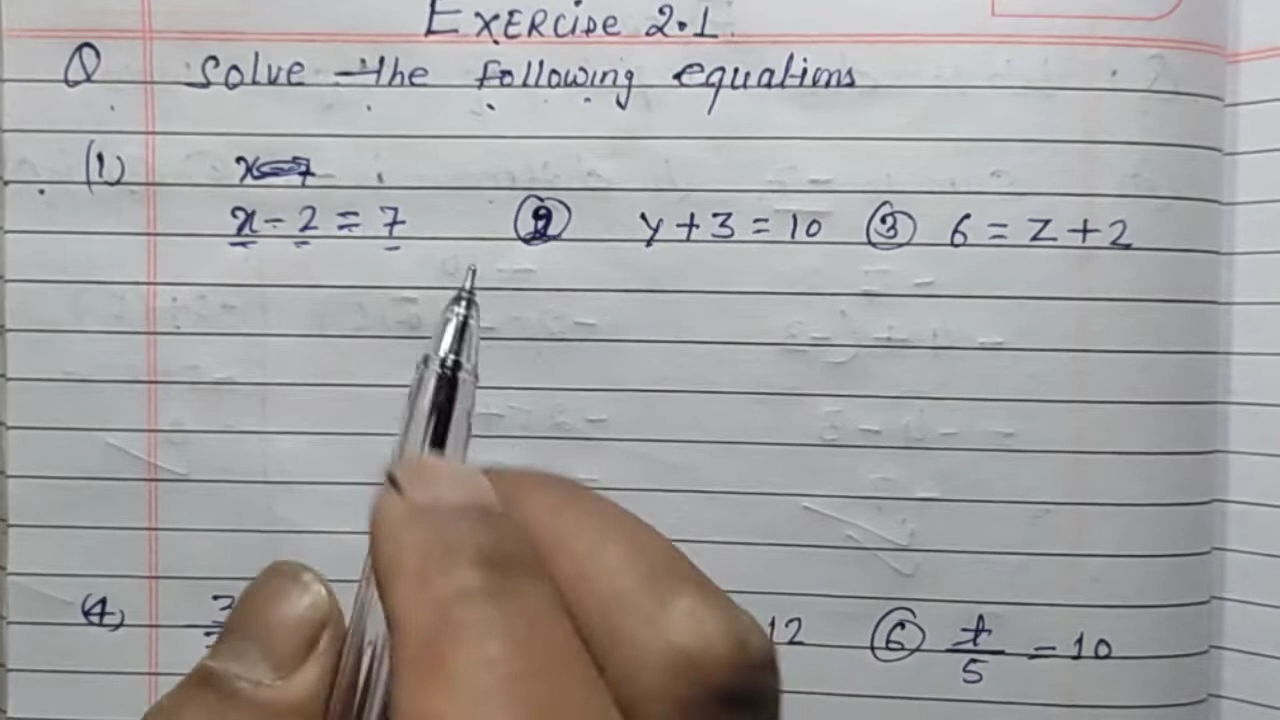 Exercise 2.1
Q Solve the following equations
(1)
x - 2 = 7 (2) y + 3 = 10 (3) 6 = z + 2
(4) 12 (6) t/5 = 10